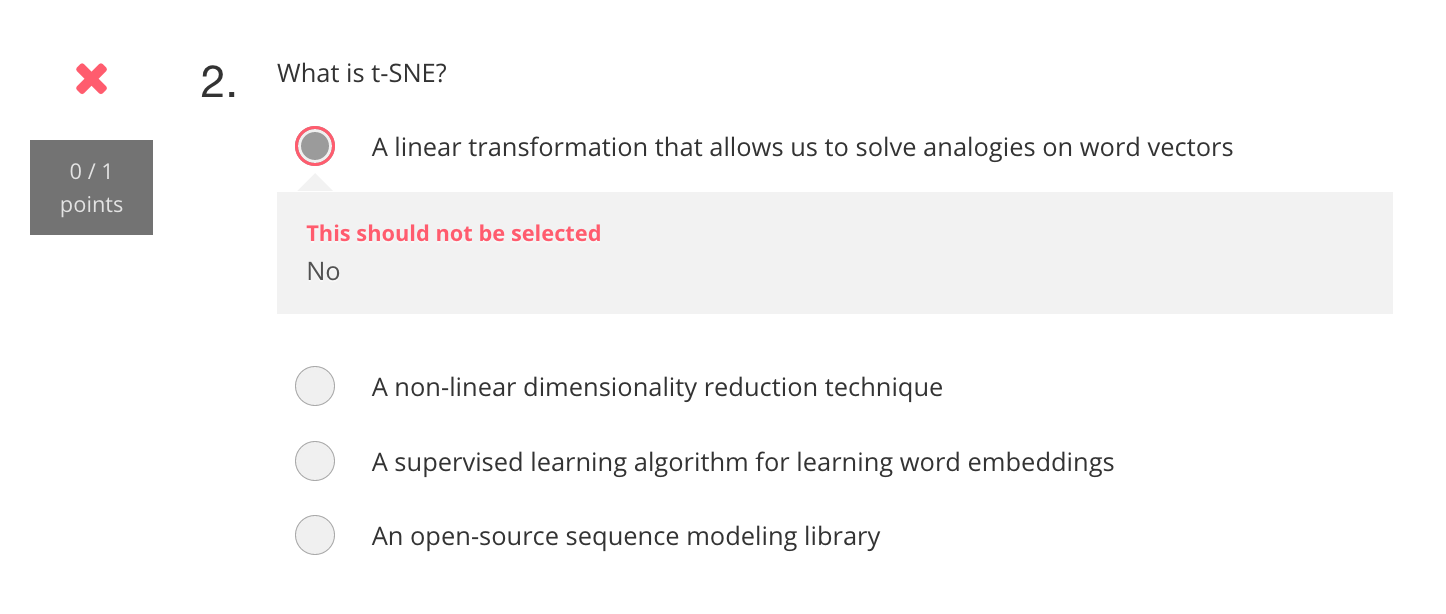 2. What is t-SNE?
0 / 1
points
A linear transformation that allows us to solve analogies on word vectors
This should not be selected
No
A non-linear dimensionality reduction technique
A supervised learning algorithm for learning word embeddings
An open-source sequence modeling library